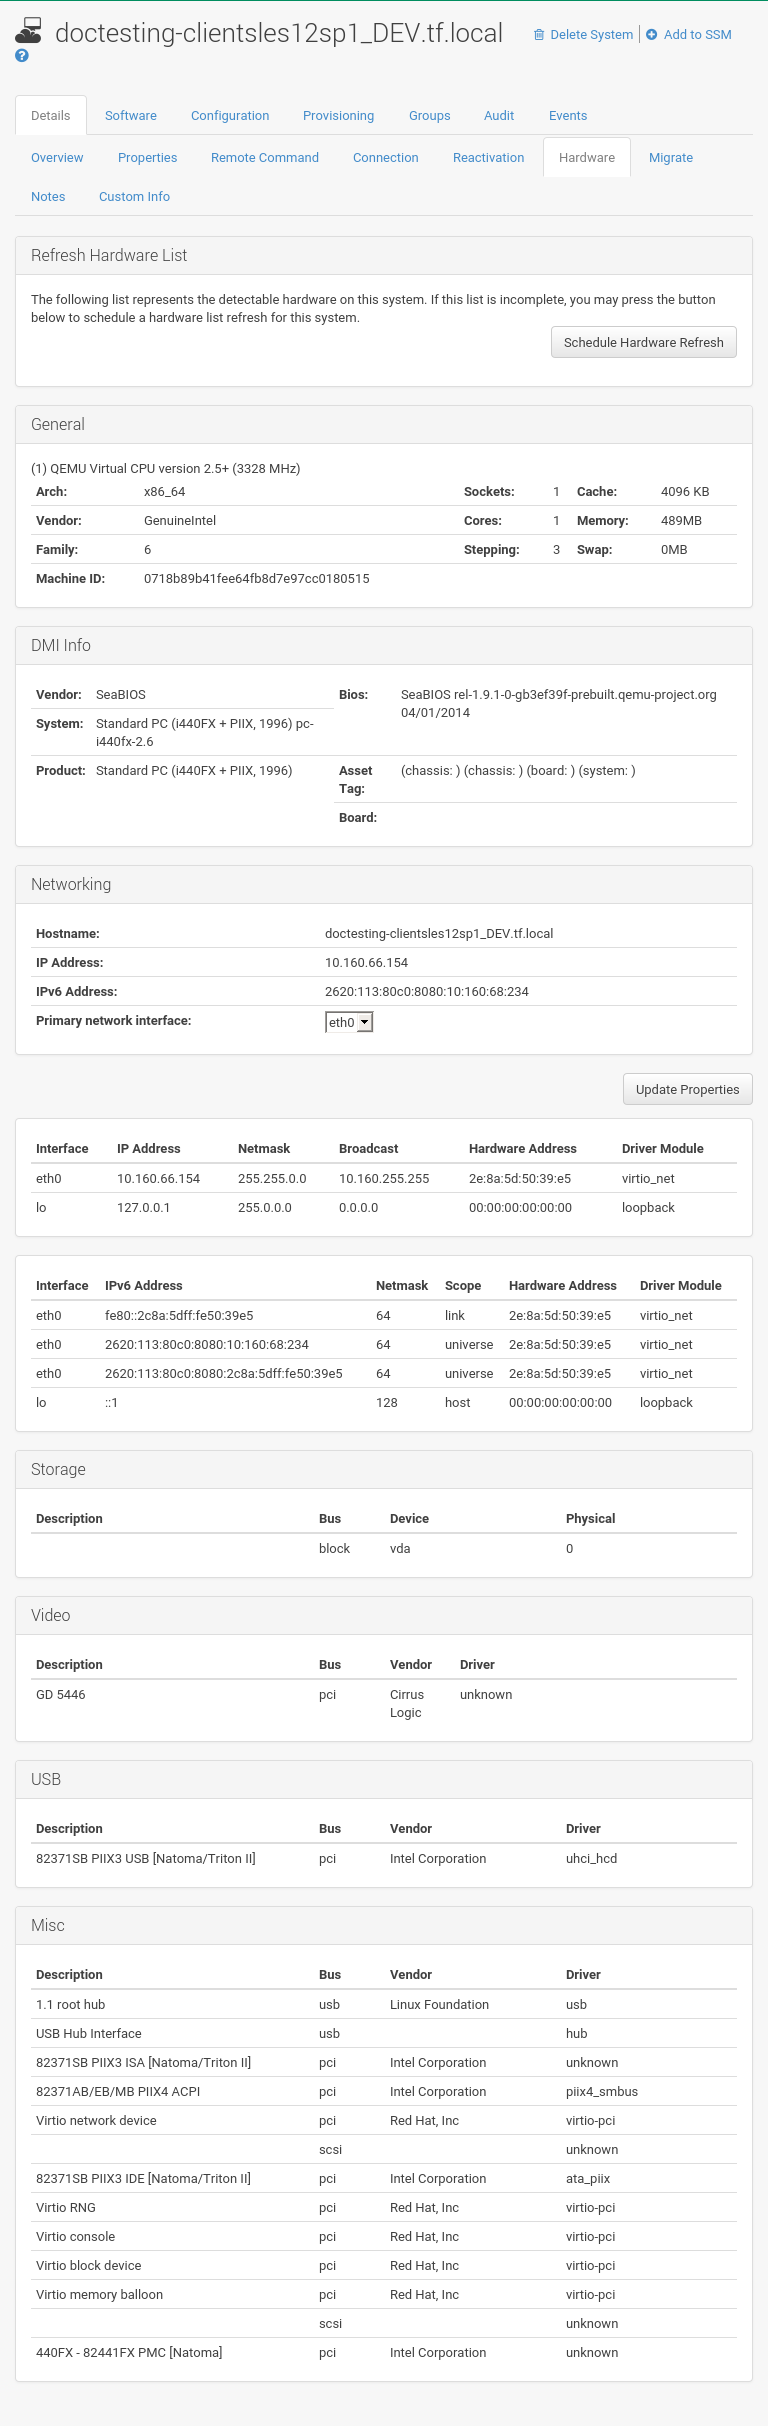 doctesting-clientsles12sp1_DEV.tf.local Delete System Add to SSM
Details Software Configuration Provisioning Groups Audit Events
Overview Properties Remote Command Connection Reactivation Hardware Migrate
Notes Custom Info
Refresh Hardware List
The following list represents the detectable hardware on this system. If this list is incomplete, you may press the button
below to schedule a hardware list refresh for this system.
Schedule Hardware Refresh
General
(1) QEMU Virtual CPU version 2.5+ (3328 MHz)
Arch: x86_64 Sockets: 1 Cache: 4096 KB
Vendor: GenuineIntel Cores: 1 Memory: 489MB
Family: 6 Stepping: 3 Swap: 0MB
Machine ID: 0718b89b41fee64fb8d7e97cc0180515
DMI Info
Vendor: SeaBIOS Bios: SeaBIOS rel-1.9.1-0-gb3ef39f-prebuilt.qemu-project.org
04/01/2014
System: Standard PC (i440FX + PIIX, 1996) pc-
i440fx-2.6
Product: Standard PC (i440FX + PIIX, 1996) Asset (chassis: ) (chassis: ) (board: ) (system: )
Tag:
Board:
Networking
Hostname: doctesting-clientsles12sp1_DEV.tf.local
IP Address: 10.160.66.154
IPv6 Address: 2620:113:80c0:8080:10:160:68:234
Primary network interface: eth0
Update Properties
Interface IP Address Netmask Broadcast Hardware Address Driver Module
eth0 10.160.66.154 255.255.0.0 10.160.255.255 2e:8a:5d:50:39:e5 virtio_net
lo 127.0.0.1 255.0.0.0 0.0.0.0 00:00:00:00:00:00 loopback
Interface IPv6 Address Netmask Scope Hardware Address Driver Module
eth0 fe80::2c8a:5dff:fe50:39e5 64 link 2e:8a:5d:50:39:e5 virtio_net
eth0 2620:113:80c0:8080:10:160:68:234 64 universe 2e:8a:5d:50:39:e5 virtio_net
eth0 2620:113:80c0:8080:2c8a:5dff:fe50:39e5 64 universe 2e:8a:5d:50:39:e5 virtio_net
lo ::1 128 host 00:00:00:00:00:00 loopback
Storage
Description Bus Device Physical
block vda 0
Video
Description Bus Vendor Driver
GD 5446 pci Cirrus unknown
Logic
USB
Description Bus Vendor Driver
82371SB PIIX3 USB [Natoma/Triton II] pci Intel Corporation uhci_hcd
Misc
Description Bus Vendor Driver
1.1 root hub usb Linux Foundation usb
USB Hub Interface usb hub
82371SB PIIX3 ISA [Natoma/Triton II] pci Intel Corporation unknown
82371AB/EB/MB PIIX4 ACPI pci Intel Corporation piix4_smbus
Virtio network device pci Red Hat, Inc virtio-pci
scsi unknown
82371SB PIIX3 IDE [Natoma/Triton II] pci Intel Corporation ata_piix
Virtio RNG pci Red Hat, Inc virtio-pci
Virtio console pci Red Hat, Inc virtio-pci
Virtio block device pci Red Hat, Inc virtio-pci
Virtio memory balloon pci Red Hat, Inc virtio-pci
scsi unknown
440FX - 82441FX PMC [Natoma] pci Intel Corporation unknown